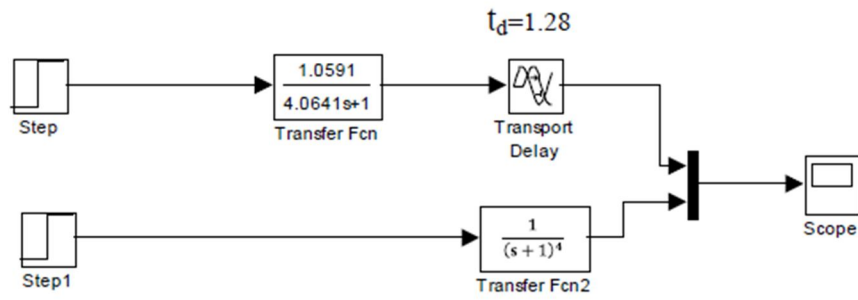 t_d=1.28
Step
1.0591
4.0641s+1
Transfer Fcn
Transport
Delay
Step1
1
(s + 1)⁴
Transfer Fcn2
Scope